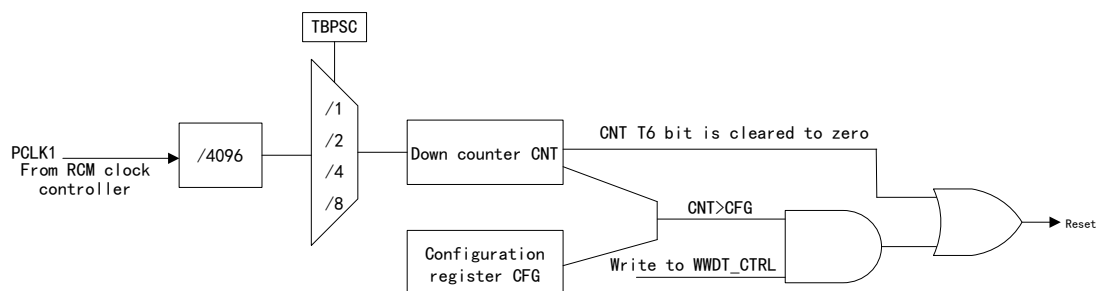 TBPSC
/1
/2
/4
/8
PCLK1
From RCM clock
controller
/4096
Down counter CNT
CNT T6 bit is cleared to zero
CNT>CFG
Configuration
register CFG
Write to WWDT_CTRL
Reset